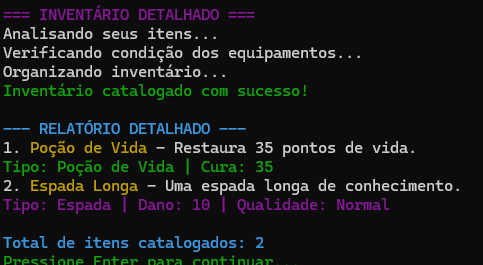 === INVENTÁRIO DETALHADO ===
Analisando seus itens...
Verificando condição dos equipamentos...
Organizando inventário...
Inventário catalogado com sucesso!
--- RELATÓRIO DETALHADO ---
1. Poção de Vida - Restaura 35 pontos de vida.
Tipo: Poção de Vida | Cura: 35
2. Espada Longa - Uma espada longa de conhecimento.
Tipo: Espada | Dano: 10 | Qualidade: Normal
Total de itens catalogados: 2
Pressione Enter para continuar...